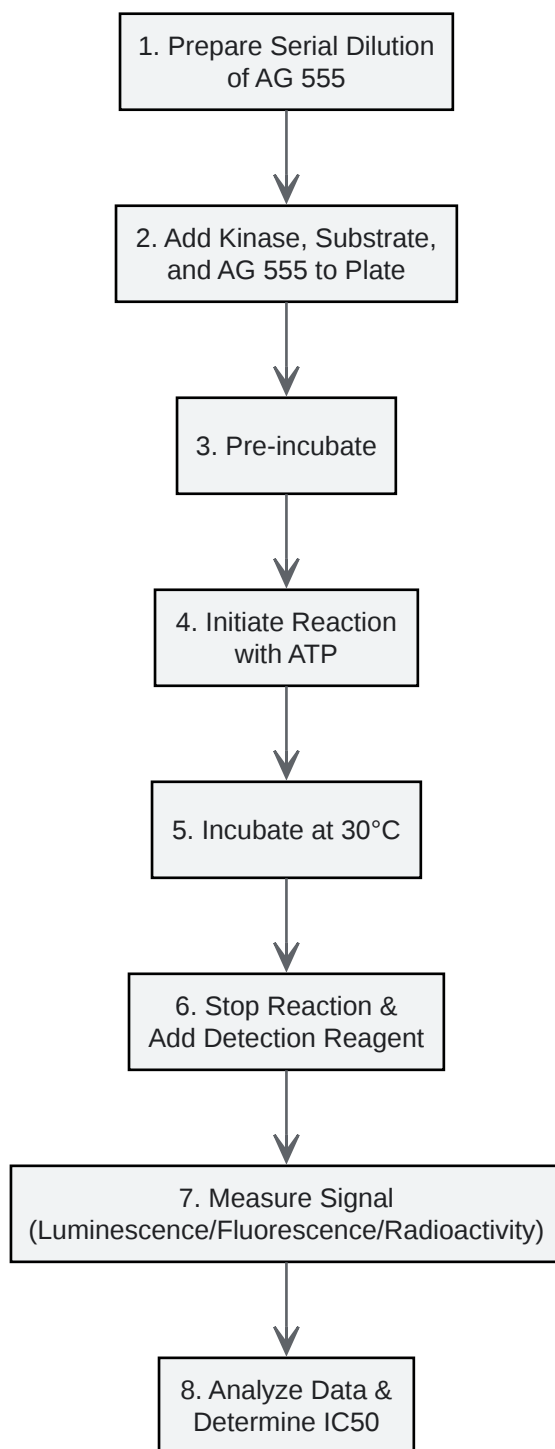 1. Prepare Serial Dilution
of AG 555
2. Add Kinase, Substrate,
and AG 555 to Plate
3. Pre-incubate
4. Initiate Reaction
with ATP
5. Incubate at 30°C
6. Stop Reaction &
Add Detection Reagent
7. Measure Signal
(Luminescence/Fluorescence/Radioactivity)
8. Analyze Data &
Determine IC50